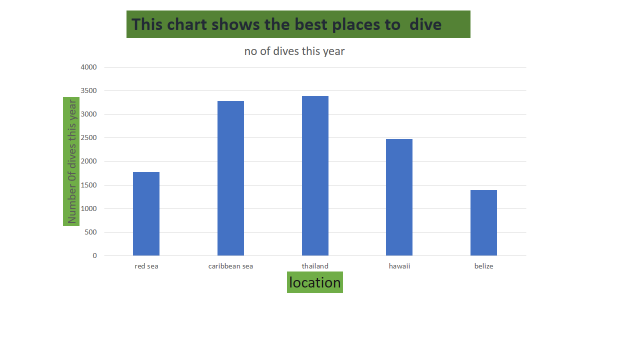 This chart shows the best places to  dive
no of dives this year
Number 0f dives this year
4000
3500
3000
2500
2000
1500
1000
500
0
red sea
caribbean sea
thailand
hawaii
belize
location